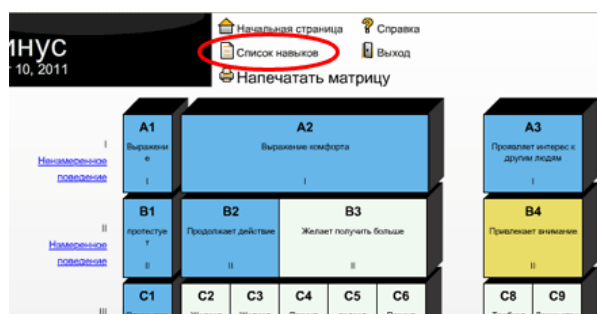 инус
10, 2011
Начальная страница
Справка
Список навыков
Выход
Напечатать матрицу
A1
A2
A3
Выражени
е
Выражение комфорта
Проявляет интерес к
другим людям
I
Ненамеренное
поведение
I
I
I
B1
B2
B3
B4
протестуе
т
Продолжает действие
Желает получить больше
Привлекает внимание
II
Намеренное
поведение
II
II
II
II
C1
C2
C3
C4
C5
C6
C8
C9
III